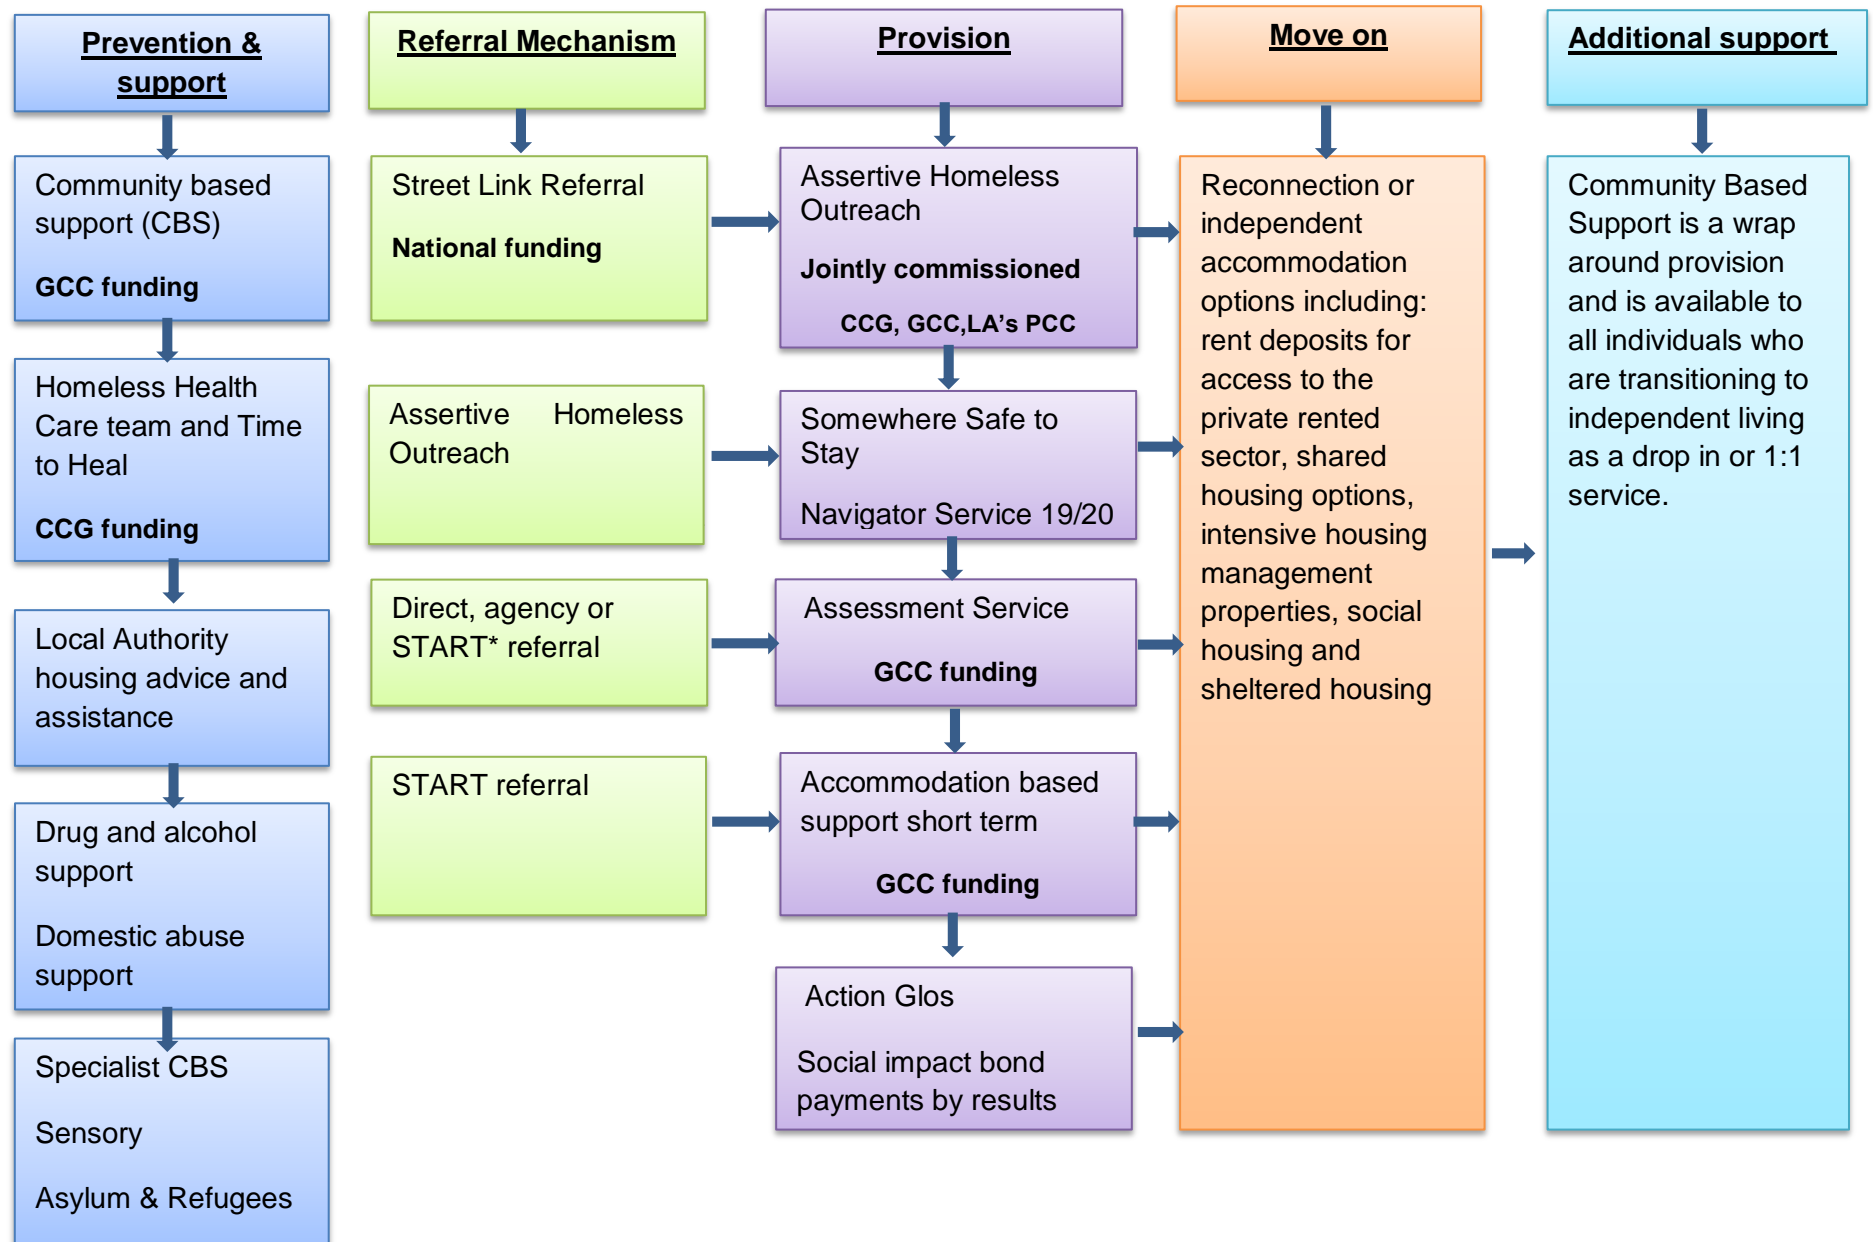 Prevention &
support
Community based
support (CBS)
GCC funding
Homeless Health
Care team and Time
to Heal
CCG funding
Local Authority
housing advice and
assistance
Drug and alcohol
support
Domestic abuse
support
Specialist CBS
Sensory
Asylum & Refugees
Referral Mechanism
Street Link Referral
National funding
Assertive Homeless
Outreach
Direct, agency or
START* referral
START referral
Provision
Assertive Homeless
Outreach
Jointly commissioned
CCG, GCC,LA's PCC
Somewhere Safe to
Stay
Navigator Service 19/20
Assessment Service
GCC funding
Accommodation based
support short term
GCC funding
Action Glos
Social impact bond
payments by results
Move on
Reconnection or
independent
accommodation
options including:
rent deposits for
access to the
private rented
sector, shared
housing options,
intensive housing
management
properties, social
housing and
sheltered housing
Additional support
Community Based
Support is a wrap
around provision
and is available to
all individuals who
are transitioning to
independent living
as a drop in or 1:1
service.